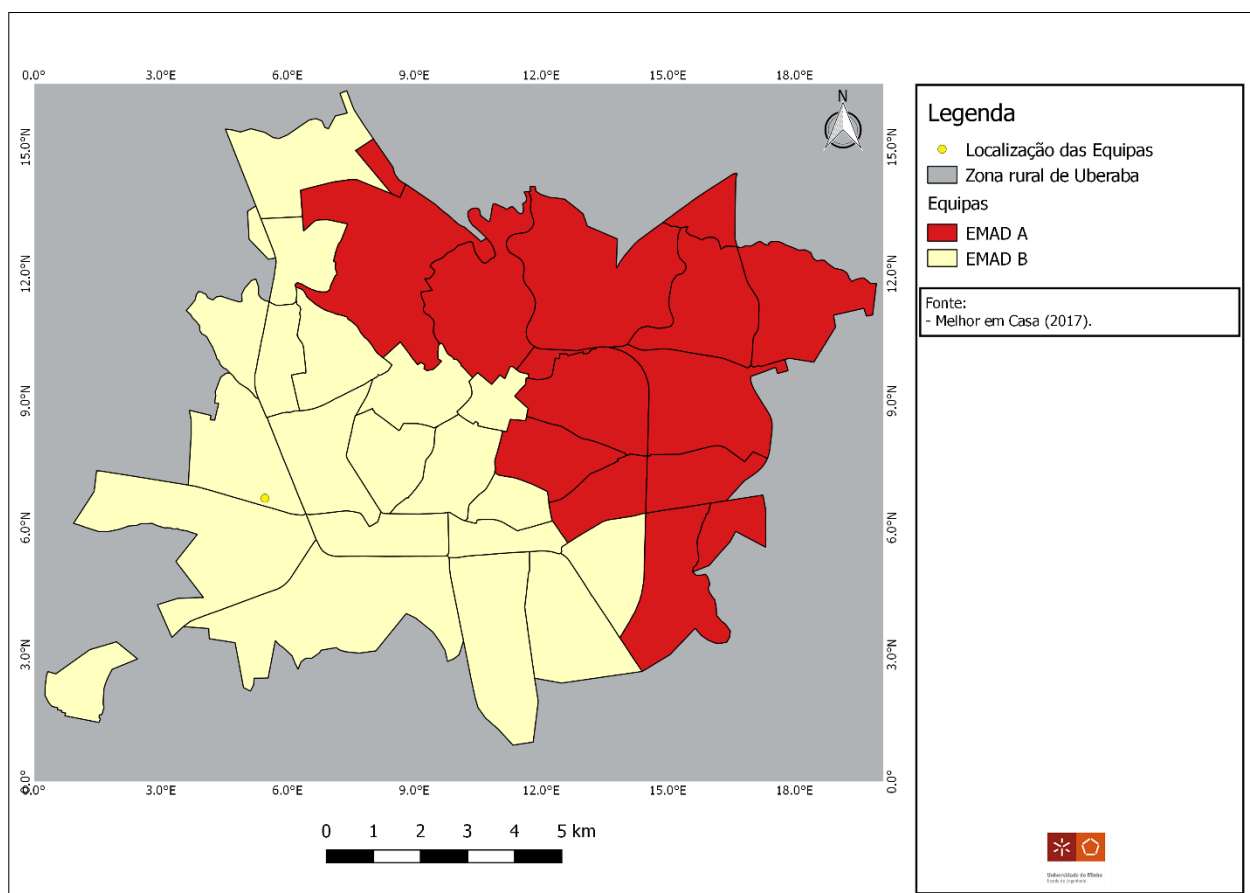 0.0° 3.0°E 6.0°E 9.0°E 12.0°E 15.0°E 18.0°E
N
15.0°N 15.0°N
12.0°N 12.0°N
9.0°N 9.0°N
6.0°N 6.0°N
3.0°N 3.0°N
0.0° 0.0°
0.0° 3.0°E 6.0°E 9.0°E 12.0°E 15.0°E 18.0°E
0 1 2 3 4 5 km
Legenda
Localização das Equipas
Zona rural de Uberaba
Equipas
EMAD A
EMAD B
Fonte:
- Melhor em Casa (2017).
Universidade do Minho
Escola de Engenharia